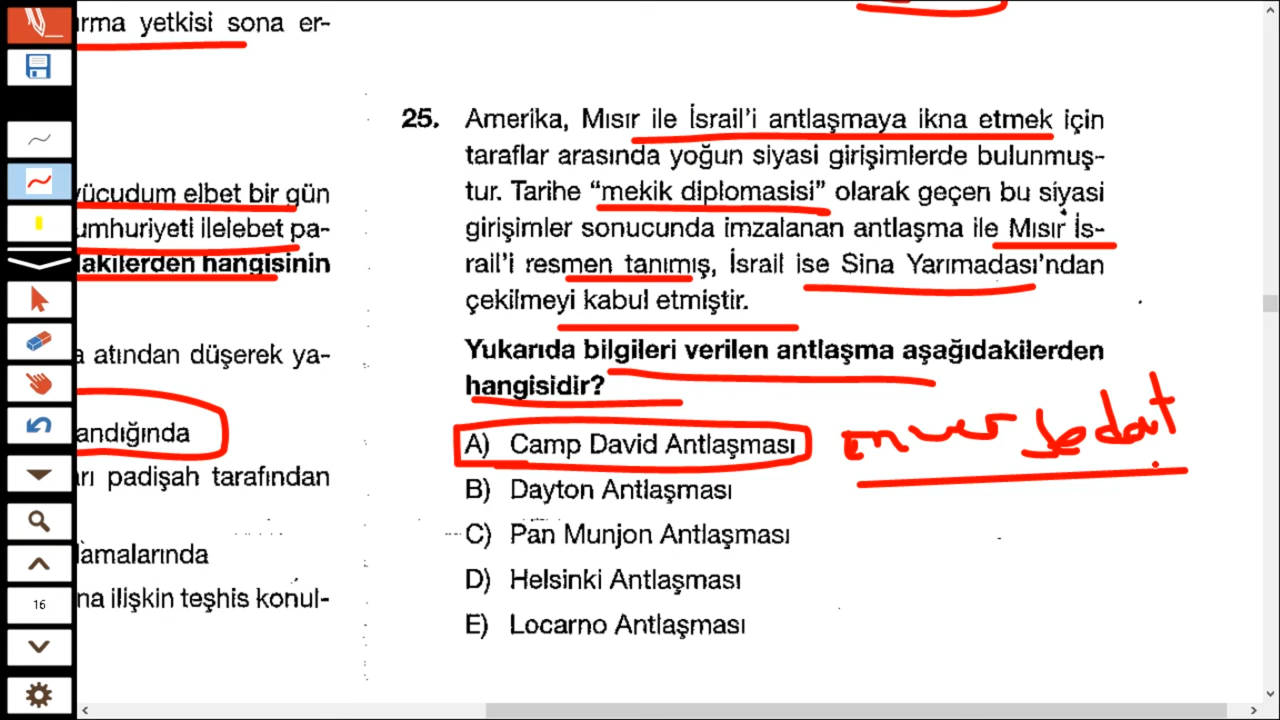 ırma yetkisi sona er-
vücudum elbet bir gün
umhuriyeti ilelebet pa-
lakilerden hangisinin
a atından düşerek ya-
andığında
rı padişah tarafından
lamalarında
na ilişkin teşhis konul-
16
25. Amerika, Mısır ile İsrail'i antlaşmaya ikna etmek için
taraflar arasında yoğun siyasi girişimlerde bulunmuş-
tur. Tarihe “mekik diplomasisi” olarak geçen bu siyasi
girişimler sonucunda imzalanan antlaşma ile Mısır İs-
rail'i resmen tanımış, İsrail ise Sina Yarımadası'ndan
çekilmeyi kabul etmiştir.
Yukarıda bilgileri verilen antlaşma aşağıdakilerden
hangisidir?
A) Camp David Antlaşması
enver sedat
B) Dayton Antlaşması
C) Pan Munjon Antlaşması
D) Helsinki Antlaşması
E) Locarno Antlaşması